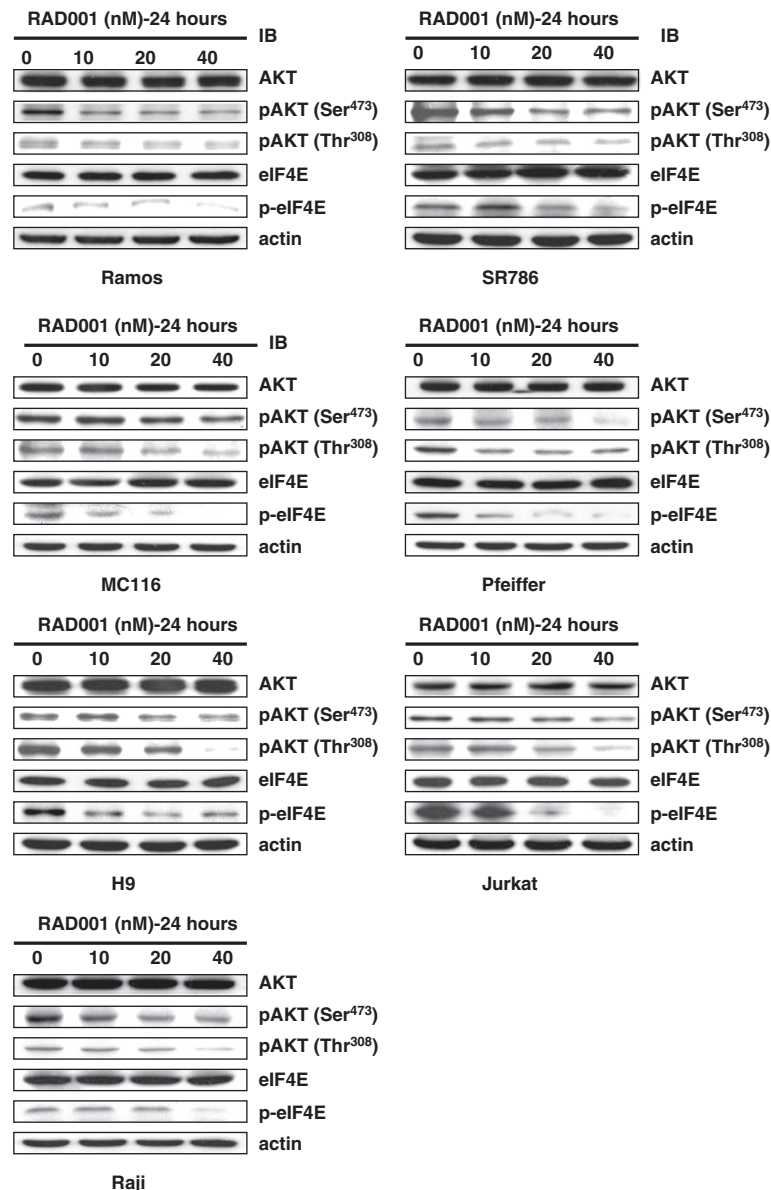 RAD001 (nM)-24 hours
IB
0 10 20 40
AKT
pAKT (Ser473)
pAKT (Thr308)
eIF4E
p-eIF4E
actin
Ramos
RAD001 (nM)-24 hours
IB
0 10 20 40
AKT
pAKT (Ser473)
pAKT (Thr308)
eIF4E
p-eIF4E
actin
SR786
RAD001 (nM)-24 hours
IB
0 10 20 40
AKT
pAKT (Ser473)
pAKT (Thr308)
eIF4E
p-eIF4E
actin
MC116
RAD001 (nM)-24 hours
0 10 20 40
AKT
pAKT (Ser473)
pAKT (Thr308)
eIF4E
p-eIF4E
actin
Pfeiffer
RAD001 (nM)-24 hours
0 10 20 40
AKT
pAKT (Ser473)
pAKT (Thr308)
eIF4E
p-eIF4E
actin
H9
RAD001 (nM)-24 hours
0 10 20 40
AKT
pAKT (Ser473)
pAKT (Thr308)
eIF4E
p-eIF4E
actin
Jurkat
RAD001 (nM)-24 hours
0 10 20 40
AKT
pAKT (Ser473)
pAKT (Thr308)
eIF4E
p-eIF4E
actin
Raji